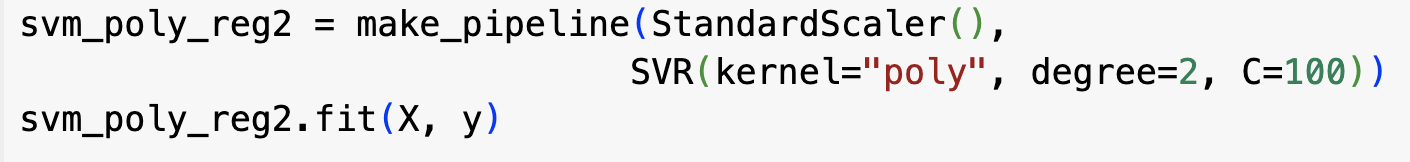 svm_poly_reg2 = make_pipeline(StandardScaler(),
SVR(kernel="poly", degree=2, C=100))
svm_poly_reg2.fit(X, y)